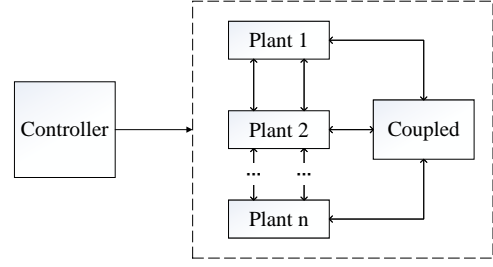 Plant 1
Controller
Plant 2
Coupled
... ...
Plant n